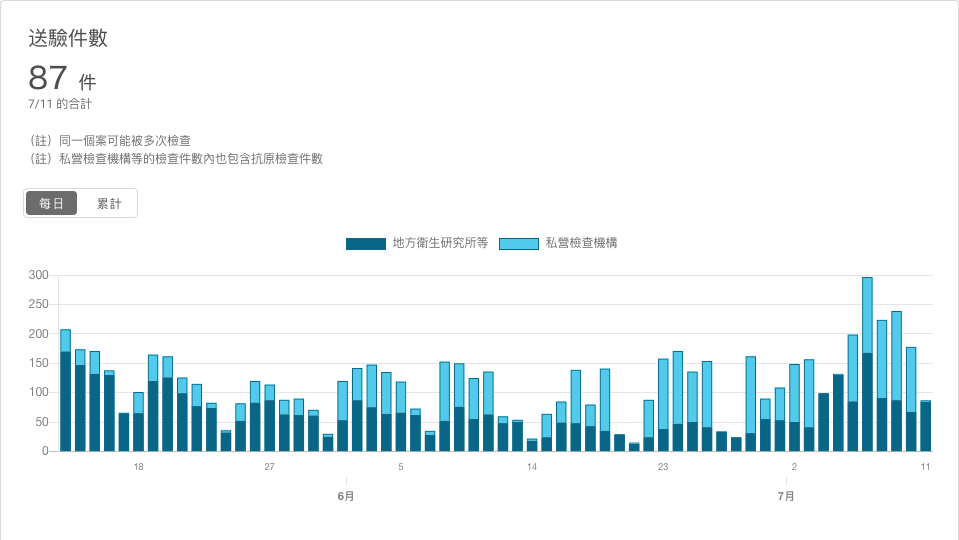 送驗件數
87 件
7/11 的合計
（註）同一個案可能被多次檢查
（註）私營檢查機構等的檢查件數內也包含抗原檢查件數
每日 累計
地方衛生研究所等 私營檢查機構
300
250
200
150
100
50
0
18 27 5 14 23 2 11
6月 7月